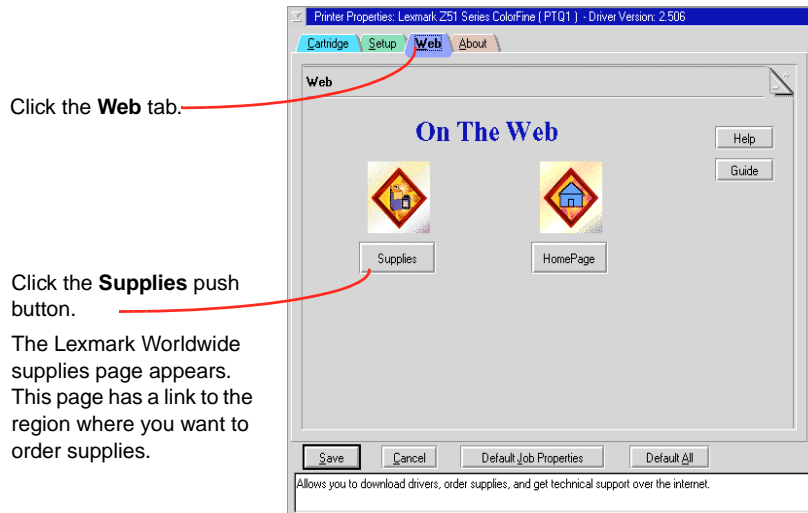 Printer Properties: Lexmark Z51 Series ColorFine ( PTQ1 ) - Driver Version: 2.506
Cartridge Setup Web About
Web
Click the Web tab.
On The Web
Help
Guide
Supplies HomePage
Click the Supplies push
button.
The Lexmark Worldwide
supplies page appears.
This page has a link to the
region where you want to
order supplies.
Save Cancel Default Job Properties Default All
Allows you to download drivers, order supplies, and get technical support over the internet.